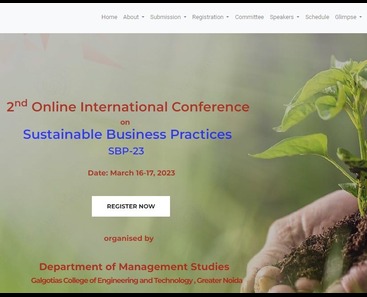 Home About Submission Registration Committee Speakers Schedule Glimpse
2nd Online International Conference
on
Sustainable Business Practices
SBP-23
Date: March 16-17, 2023
REGISTER NOW
organised by
Department of Management Studies
Galgotias College of Engineering and Technology , Greater Noida